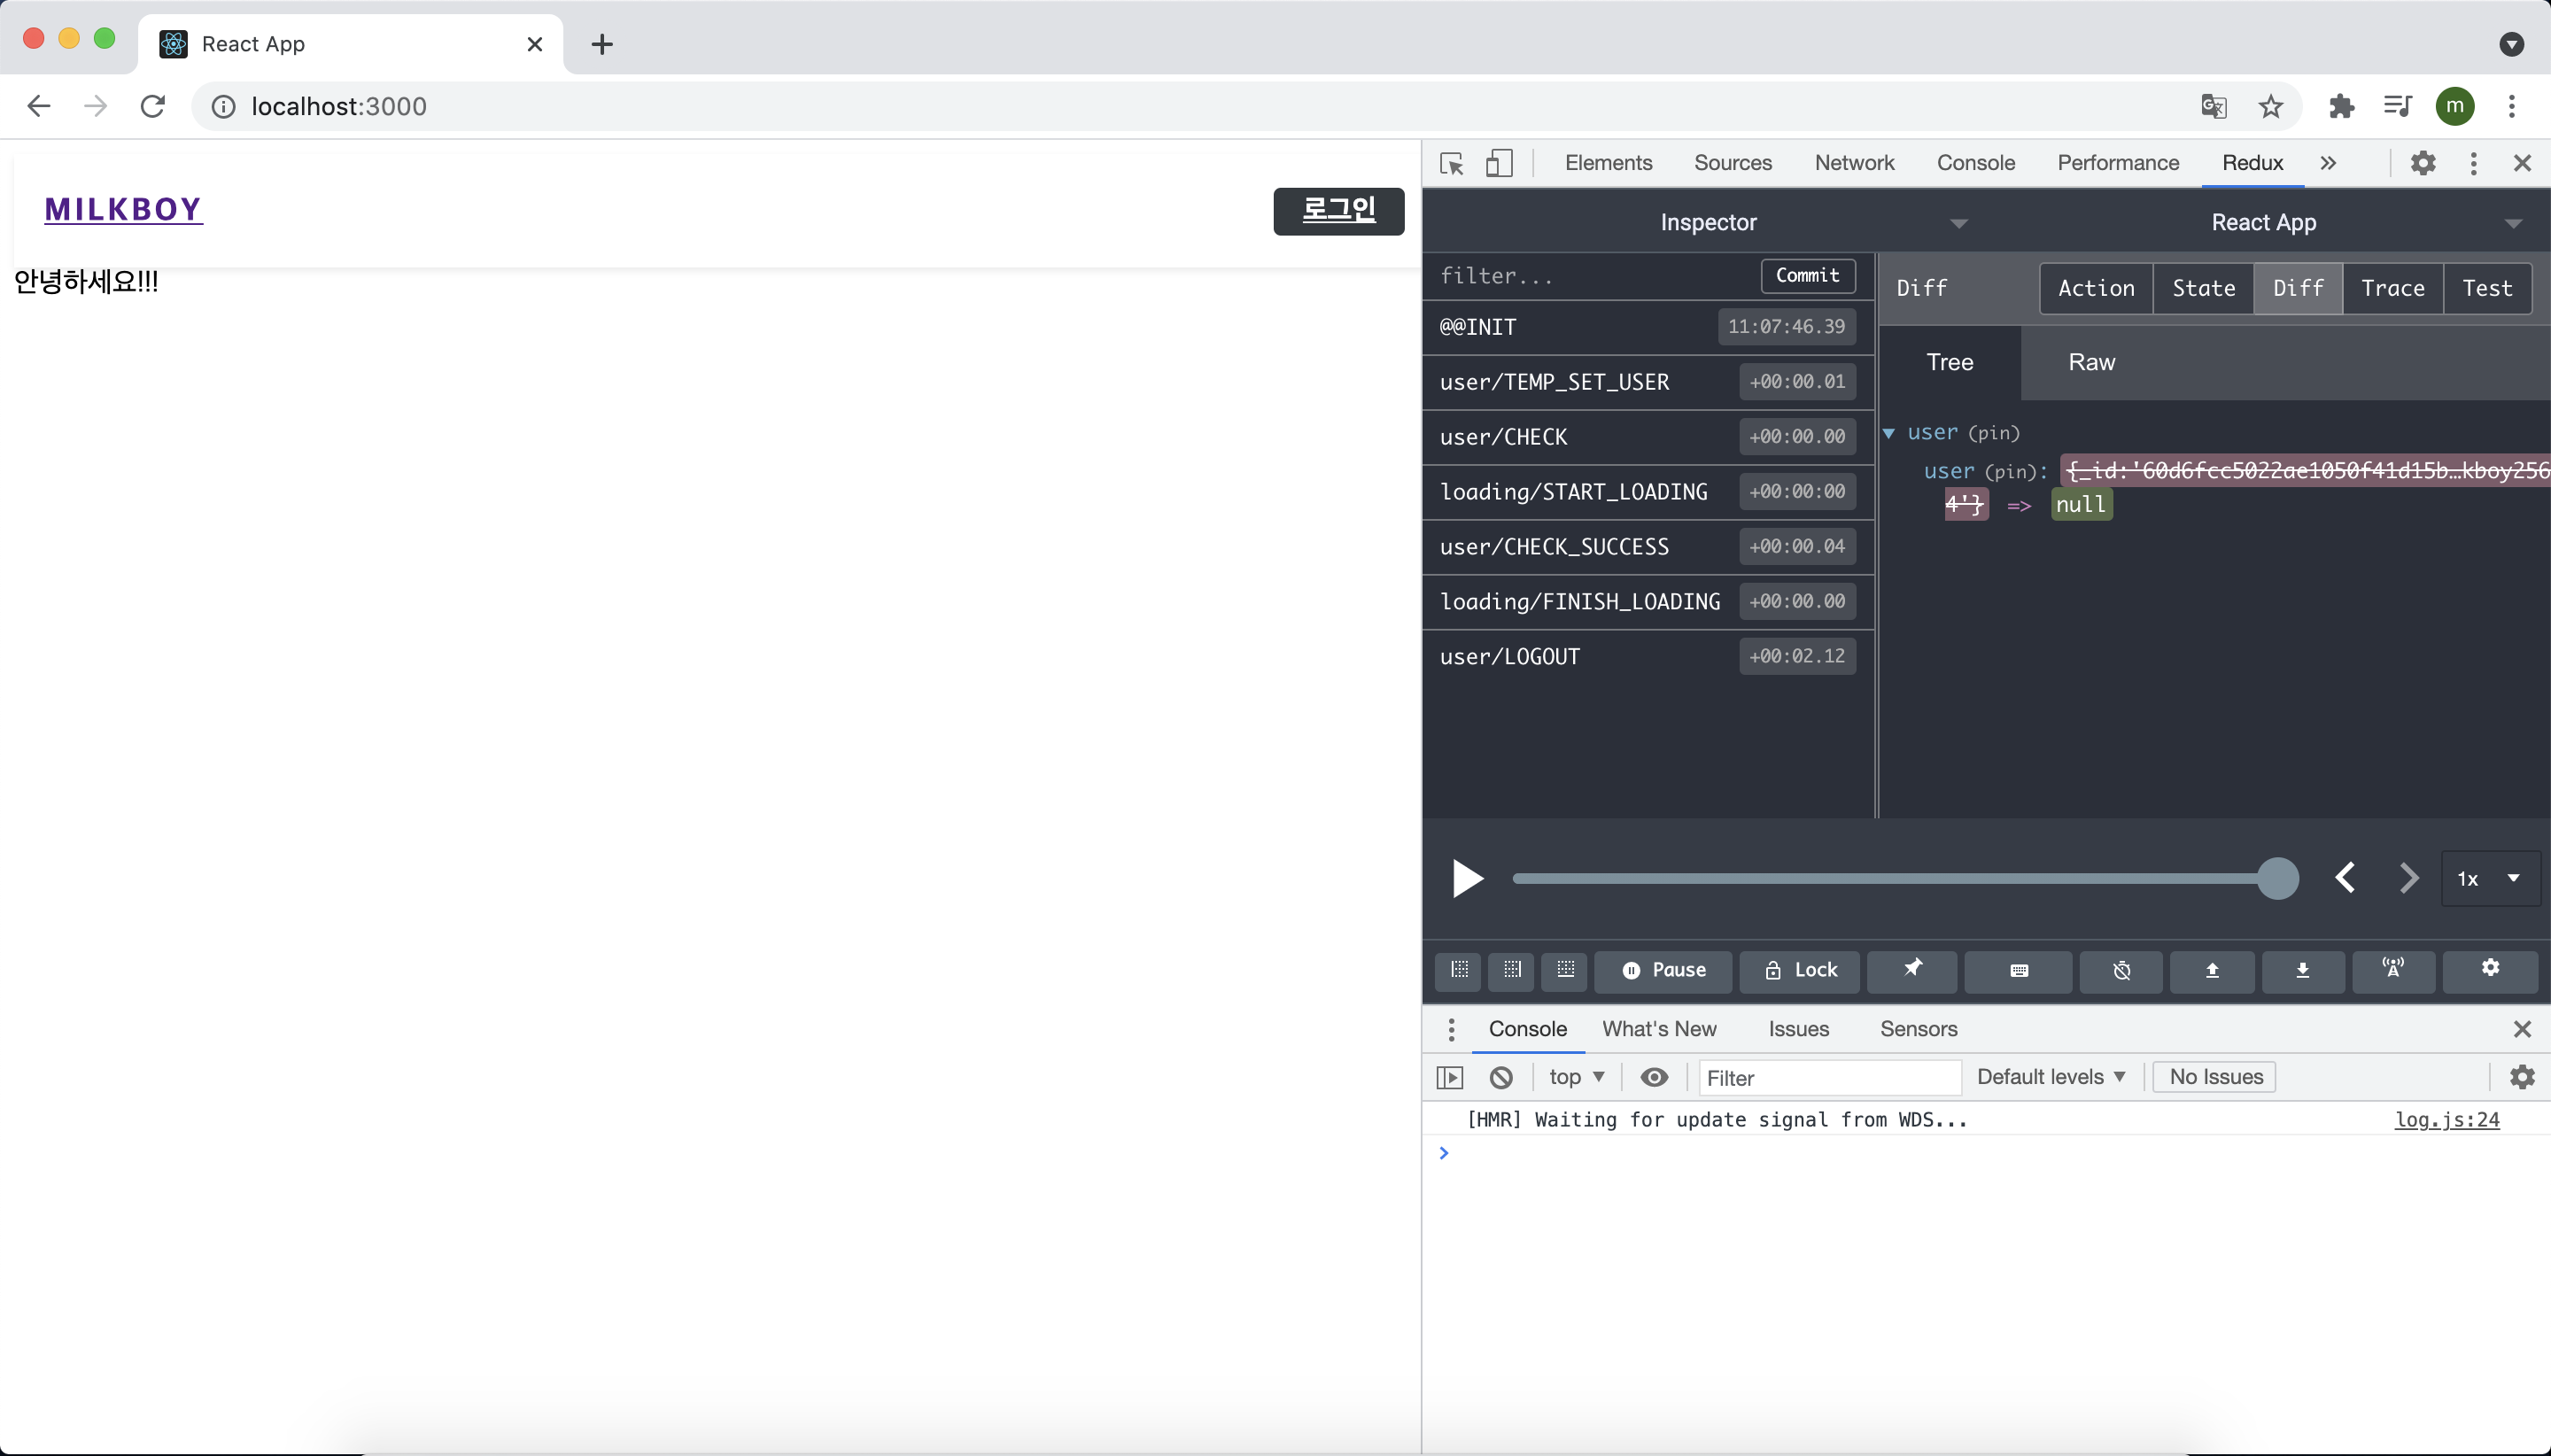 React App
localhost:3000
m
MILKBOY
로그인
안녕하세요!!!
Elements Sources Network Console Performance Redux
Inspector React App
filter... Commit
@@INIT 11:07:46.39
user/TEMP_SET_USER +00:00.01
user/CHECK +00:00.00
loading/START_LOADING +00:00:00
user/CHECK_SUCCESS +00:00.04
loading/FINISH_LOADING +00:00.00
user/LOGOUT +00:02.12
Diff Action State Diff Trace Test
Tree Raw
user (pin)
user (pin): {_id:'60d6fcc5022ae1050f41d15b…kboy256
4'} => null
1x
Pause Lock
Console What's New Issues Sensors
top Filter Default levels No Issues
[HMR] Waiting for update signal from WDS... log.js:24